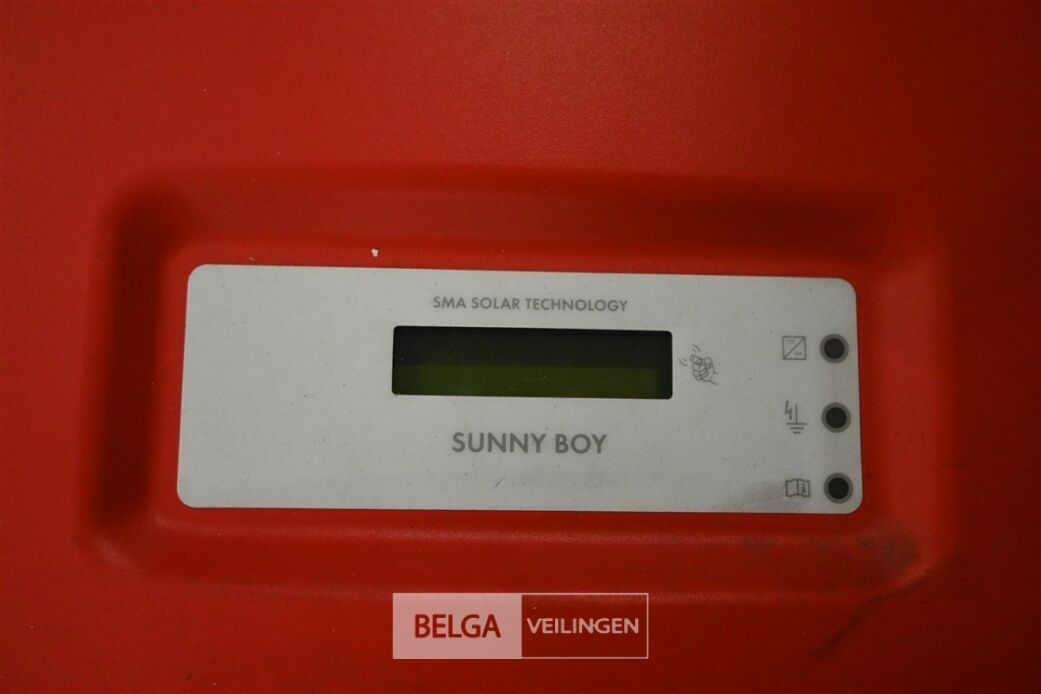 SMA SOLAR TECHNOLOGY
SUNNY BOY
BELGA VEILINGEN